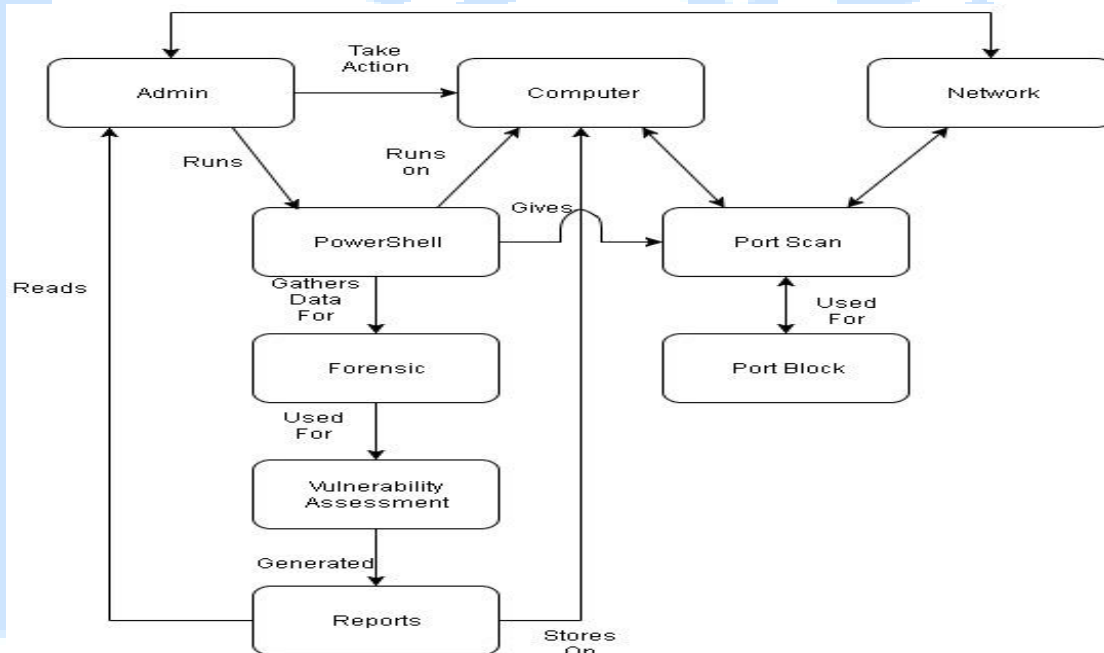 Take
Action
Admin
Computer
Network
Runs
Runs
on
Gives
PowerShell
Port Scan
Reads
Gathers
Data
For
Used
For
Forensic
Port Block
Used
For
Vulnerability
Assessment
Generated
Reports
Stores
On